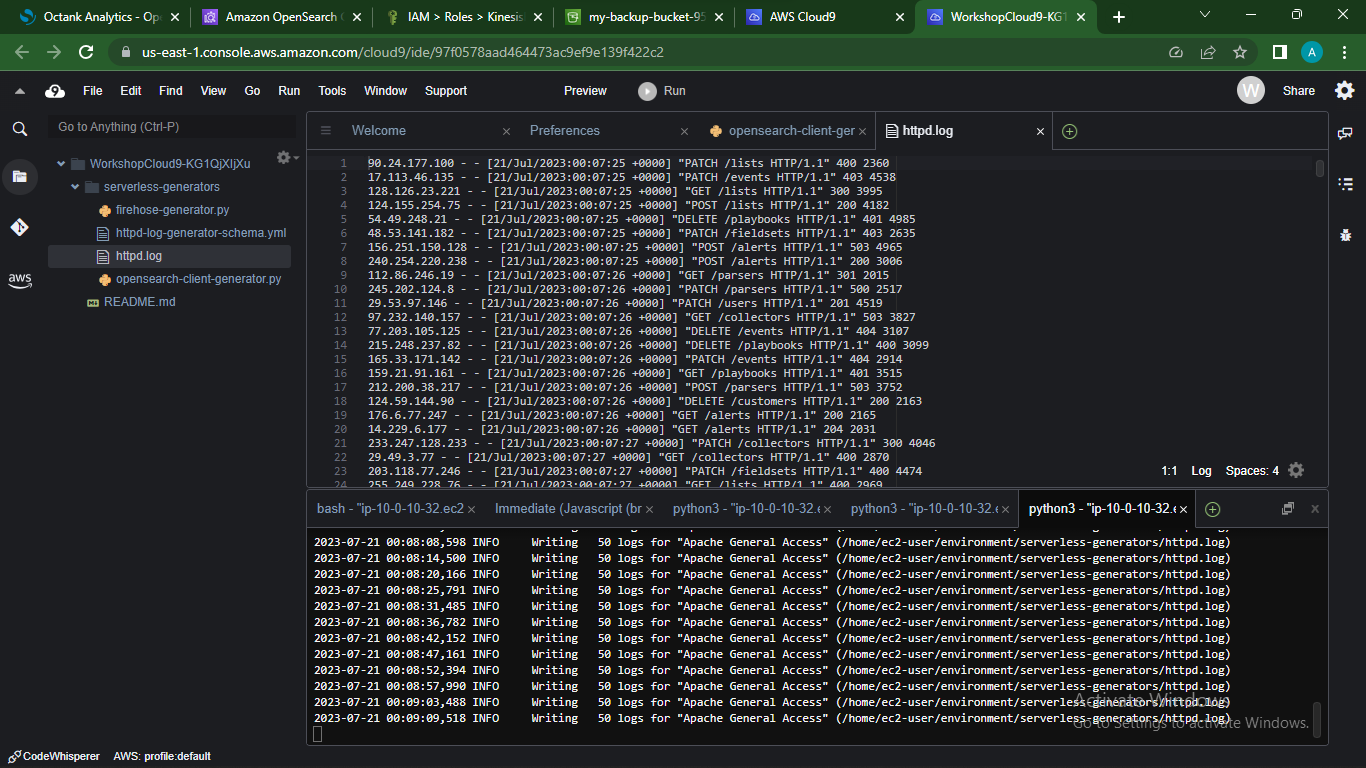 Octank Analytics - Op
Amazon OpenSearch
IAM > Roles > Kinesis
my-backup-bucket-95
AWS Cloud9
WorkshopCloud9-KG1
us-east-1.console.aws.amazon.com/cloud9/ide/97f0578aad464473ac9ef9e139f422c2
A
9 File Edit Find View Go Run Tools Window Support Preview Run W Share
Go to Anything (Ctrl-P)
WorkshopCloud9-KG1QjXljXu
serverless-generators
firehose-generator.py
httpd-log-generator-schema.yml
httpd.log
opensearch-client-generator.py
README.md
aws
Welcome
Preferences
opensearch-client-ger
httpd.log
1 90.24.177.100 - - [21/Jul/2023:00:07:25 +0000] "PATCH /lists HTTP/1.1" 400 2360
2 17.113.46.135 - - [21/Jul/2023:00:07:25 +0000] "PATCH /events HTTP/1.1" 403 4538
3 128.126.23.221 - - [21/Jul/2023:00:07:25 +0000] "GET /lists HTTP/1.1" 300 3995
4 124.155.254.75 - - [21/Jul/2023:00:07:25 +0000] "POST /lists HTTP/1.1" 200 4182
5 54.49.248.21 - - [21/Jul/2023:00:07:25 +0000] "DELETE /playbooks HTTP/1.1" 401 4985
6 48.53.141.182 - - [21/Jul/2023:00:07:25 +0000] "PATCH /fieldsets HTTP/1.1" 403 2635
7 156.251.150.128 - - [21/Jul/2023:00:07:25 +0000] "POST /alerts HTTP/1.1" 503 4965
8 240.254.220.238 - - [21/Jul/2023:00:07:25 +0000] "POST /alerts HTTP/1.1" 200 3006
9 112.86.246.19 - - [21/Jul/2023:00:07:26 +0000] "GET /parsers HTTP/1.1" 301 2015
10 245.202.124.8 - - [21/Jul/2023:00:07:26 +0000] "PATCH /parsers HTTP/1.1" 500 2517
11 29.53.97.146 - - [21/Jul/2023:00:07:26 +0000] "PATCH /users HTTP/1.1" 201 4519
12 97.232.140.157 - - [21/Jul/2023:00:07:26 +0000] "GET /collectors HTTP/1.1" 503 3827
13 77.203.105.125 - - [21/Jul/2023:00:07:26 +0000] "DELETE /events HTTP/1.1" 404 3107
14 215.248.237.82 - - [21/Jul/2023:00:07:26 +0000] "DELETE /playbooks HTTP/1.1" 400 3099
15 165.33.171.142 - - [21/Jul/2023:00:07:26 +0000] "PATCH /events HTTP/1.1" 404 2914
16 159.21.91.161 - - [21/Jul/2023:00:07:26 +0000] "GET /playbooks HTTP/1.1" 401 3515
17 212.200.38.217 - - [21/Jul/2023:00:07:26 +0000] "POST /parsers HTTP/1.1" 503 3752
18 124.59.144.90 - - [21/Jul/2023:00:07:26 +0000] "DELETE /customers HTTP/1.1" 200 2163
19 176.6.77.247 - - [21/Jul/2023:00:07:26 +0000] "GET /alerts HTTP/1.1" 200 2165
20 14.229.6.177 - - [21/Jul/2023:00:07:26 +0000] "GET /alerts HTTP/1.1" 204 2031
21 233.247.128.233 - - [21/Jul/2023:00:07:27 +0000] "PATCH /collectors HTTP/1.1" 300 4046
22 29.49.3.77 - - [21/Jul/2023:00:07:27 +0000] "GET /collectors HTTP/1.1" 400 2870
23 203.118.77.246 - - [21/Jul/2023:00:07:27 +0000] "PATCH /fieldsets HTTP/1.1" 400 4474
24 255.249.228.76 - - [21/Jul/2023:00:07:27 +0000] "GET /lists HTTP/1.1" 400 2969
1:1 Log Spaces: 4
bash - "ip-10-0-10-32.ec2
Immediate (Javascript (br
python3 - "ip-10-0-10-32.e
python3 - "ip-10-0-10-32.e
python3 - "ip-10-0-10-32.e
2023-07-21 00:08:08,598 INFO Writing 50 logs for "Apache General Access" (/home/ec2-user/environment/serverless-generators/httpd.log)
2023-07-21 00:08:14,500 INFO Writing 50 logs for "Apache General Access" (/home/ec2-user/environment/serverless-generators/httpd.log)
2023-07-21 00:08:20,166 INFO Writing 50 logs for "Apache General Access" (/home/ec2-user/environment/serverless-generators/httpd.log)
2023-07-21 00:08:25,791 INFO Writing 50 logs for "Apache General Access" (/home/ec2-user/environment/serverless-generators/httpd.log)
2023-07-21 00:08:31,485 INFO Writing 50 logs for "Apache General Access" (/home/ec2-user/environment/serverless-generators/httpd.log)
2023-07-21 00:08:36,782 INFO Writing 50 logs for "Apache General Access" (/home/ec2-user/environment/serverless-generators/httpd.log)
2023-07-21 00:08:42,152 INFO Writing 50 logs for "Apache General Access" (/home/ec2-user/environment/serverless-generators/httpd.log)
2023-07-21 00:08:47,161 INFO Writing 50 logs for "Apache General Access" (/home/ec2-user/environment/serverless-generators/httpd.log)
2023-07-21 00:08:52,394 INFO Writing 50 logs for "Apache General Access" (/home/ec2-user/environment/serverless-generators/httpd.log)
2023-07-21 00:08:57,990 INFO Writing 50 logs for "Apache General Access" (/home/ec2-user/environment/serverless-generators/httpd.log)
2023-07-21 00:09:03,488 INFO Writing 50 logs for "Apache General Access" (/home/ec2-user/environment/serverless-generators/httpd.log)
2023-07-21 00:09:09,518 INFO Writing 50 logs for "Apache General Access" (/home/ec2-user/environment/serverless-generators/httpd.log)
Activate Windows
Go to Settings to activate Windows.
CodeWhisperer AWS: profile:default